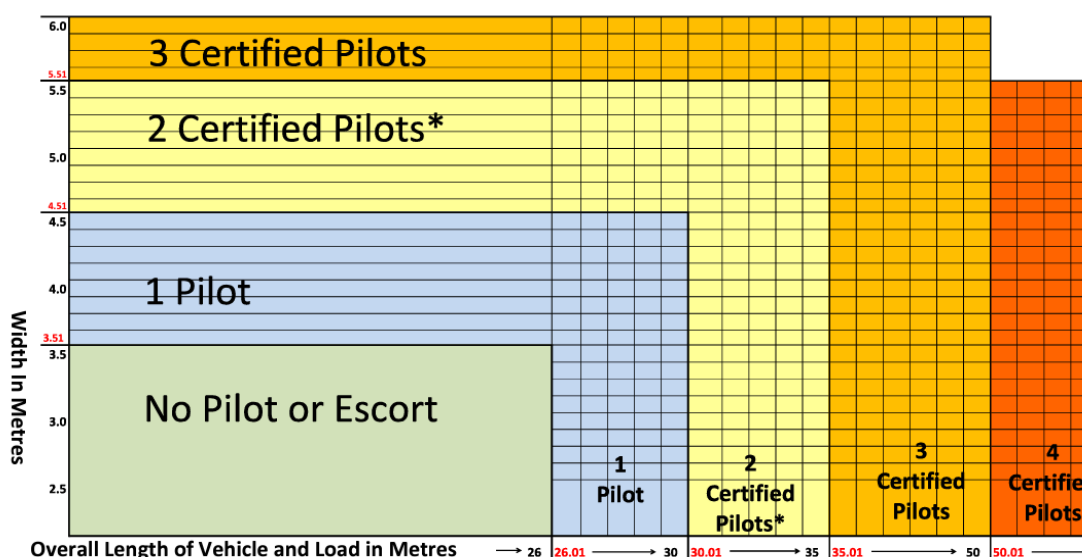 6.0
3 Certified Pilots
5.51
5.5
2 Certified Pilots*
5.0
4.51
4.5
1 Pilot
4.0
3.51
3.5
No Pilot or Escort
3.0
2.5
Width In Metres
1
Pilot
2
Certified
Pilots*
3
Certified
Pilots
4
Certifie
Pilots
Overall Length of Vehicle and Load in Metres → 26 26.01 → 30 30.01 → 35 35.01 → 50 50.01